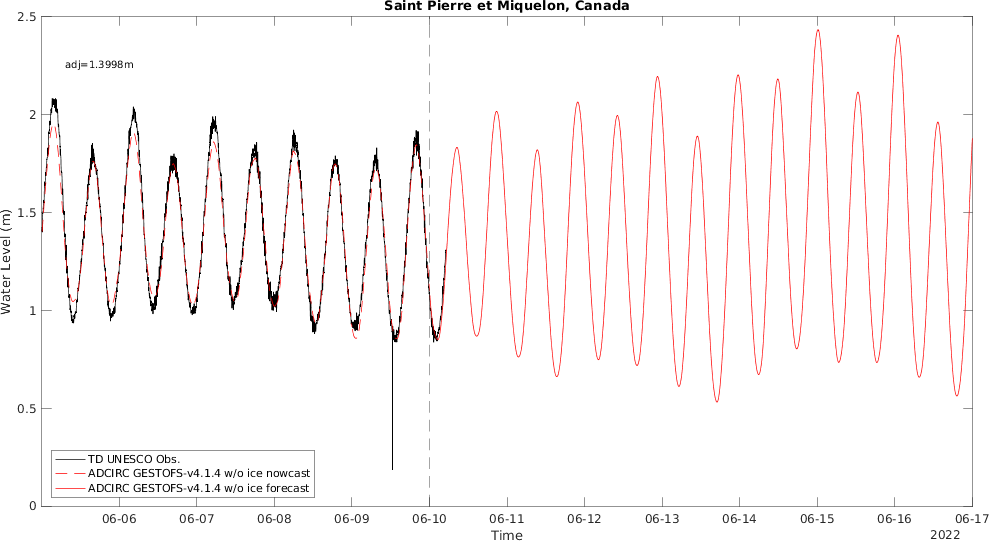 Saint Pierre et Miquelon, Canada
2.5
adj=1.3998m
2
1.5
Water Level (m)
1
0.5
TD UNESCO Obs.
ADCIRC GESTOFS-v4.1.4 w/o ice nowcast
ADCIRC GESTOFS-v4.1.4 w/o ice forecast
0
06-06 06-07 06-08 06-09 06-10 06-11 06-12 06-13 06-14 06-15 06-16 06-17
Time
2022